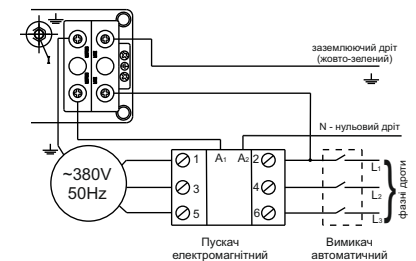 заземлюючий дріт
(жовто-зелений)
N - нульовий дріт
1 A1 A2 2
L1
~380V
50Hz
3 4
L2
5 6
L3
фазні дроти
Пускач
електромагнітний
Вимикач
автоматичний